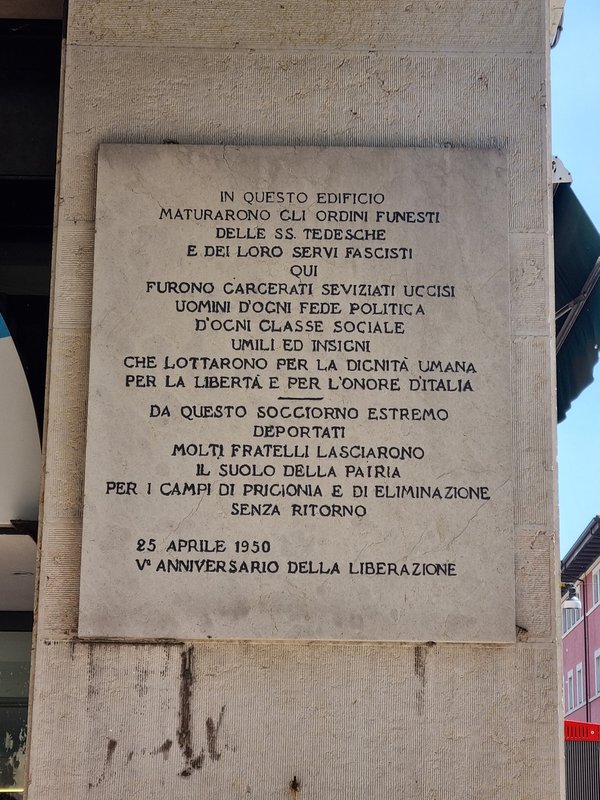 IN QUESTO EDIFICIO
MATURARONO GLI ORDINI FUNESTI
DELLE SS. TEDESCHE
E DEI LORO SERVI FASCISTI
QUI
FURONO CARCERATI SEVIZIATI UCCISI
UOMINI D'OGNI FEDE POLITICA
D'OGNI CLASSE SOCIALE
UMILI ED INSIGNI
CHE LOTTARONO PER LA DIGNITÀ UMANA
PER LA LIBERTÁ E PER L'ONORE D'ITALIA
DA QUESTO SOGGIORNO ESTREMO
DEPORTATI
MOLTI FRATELLI LASCIARONO
IL SUOLO DELLA PATRIA
PER I CAMPI DI PRIGIONIA E DI ELIMINAZIONE
SENZA RITORNO
25 APRILE 1950
Vº ANNIVERSARIO DELLA LIBERAZIONE